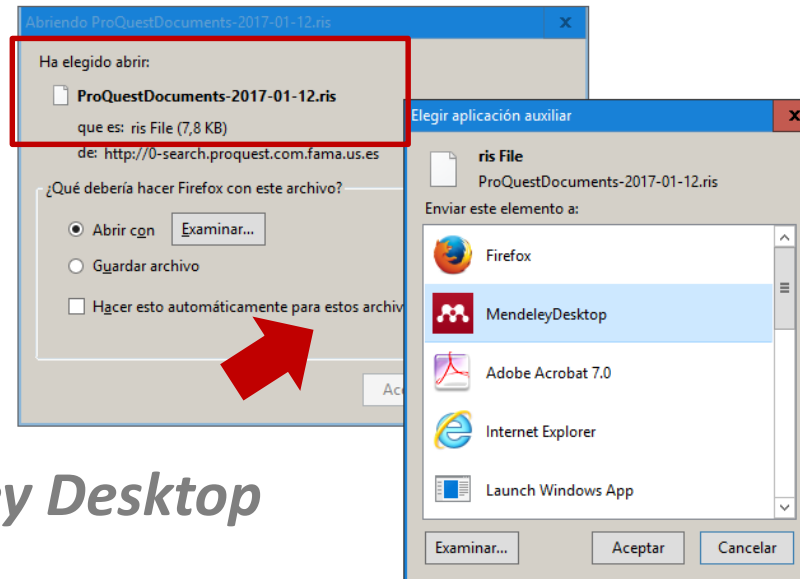 Abriendo ProQuestDocuments-2017-01-12.ris
x
Ha elegido abrir:
ProQuestDocuments-2017-01-12.ris
que es: ris File (7,8 KB)
de: http://0-search.proquest.com.fama.us.es
¿Qué debería hacer Firefox con este archivo?
Abrir con
Examinar...
Guardar archivo
Hacer esto automáticamente para estos archiv
Ac
Elegir aplicación auxiliar
x
ris File
ProQuestDocuments-2017-01-12.ris
Enviar este elemento a:
Firefox
MendeleyDesktop
Adobe Acrobat 7.0
Internet Explorer
Launch Windows App
Examinar...
Aceptar
Cancelar
y Desktop